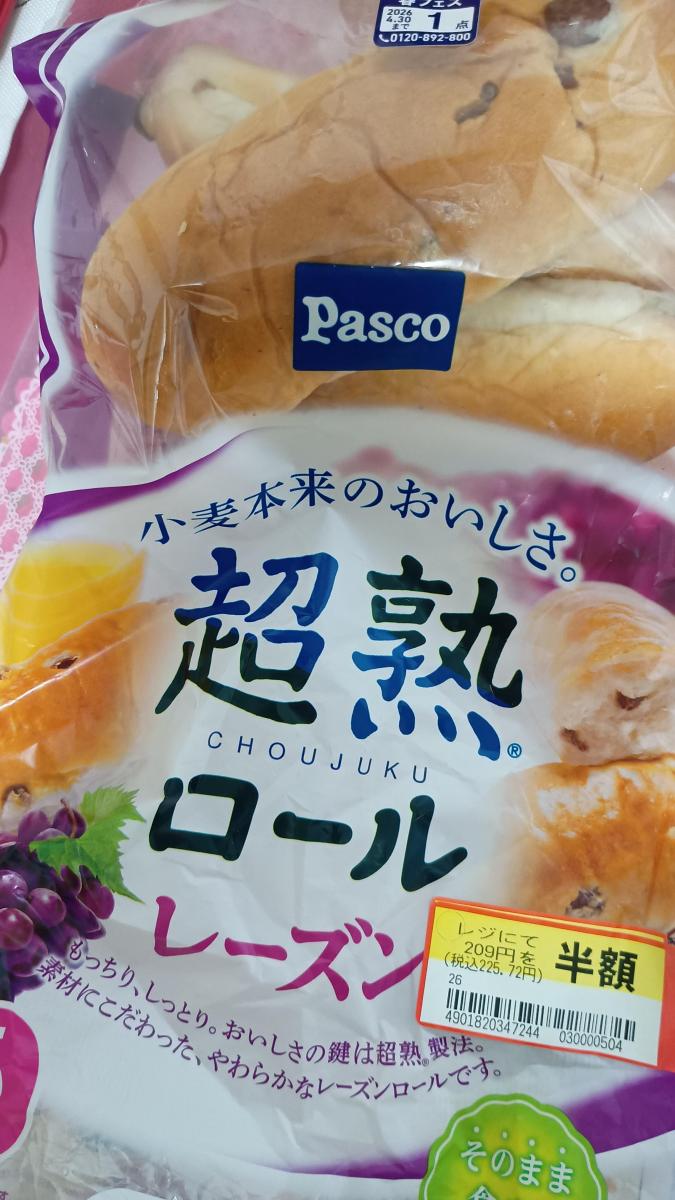 2026
4.30
まで
1
点
0120-892-800
Pasco
小麦本来のおいしさ。
超熟®
CHOUJUKU
ロール
レーズン
もっちり、しっとり。おいしさの鍵は超熟®製法。
素材にこだわった、やわらかなレーズンロールです。
レジにて
209円を
(税込225.72円)
半額
26
4901820347244 030000504
そのまま